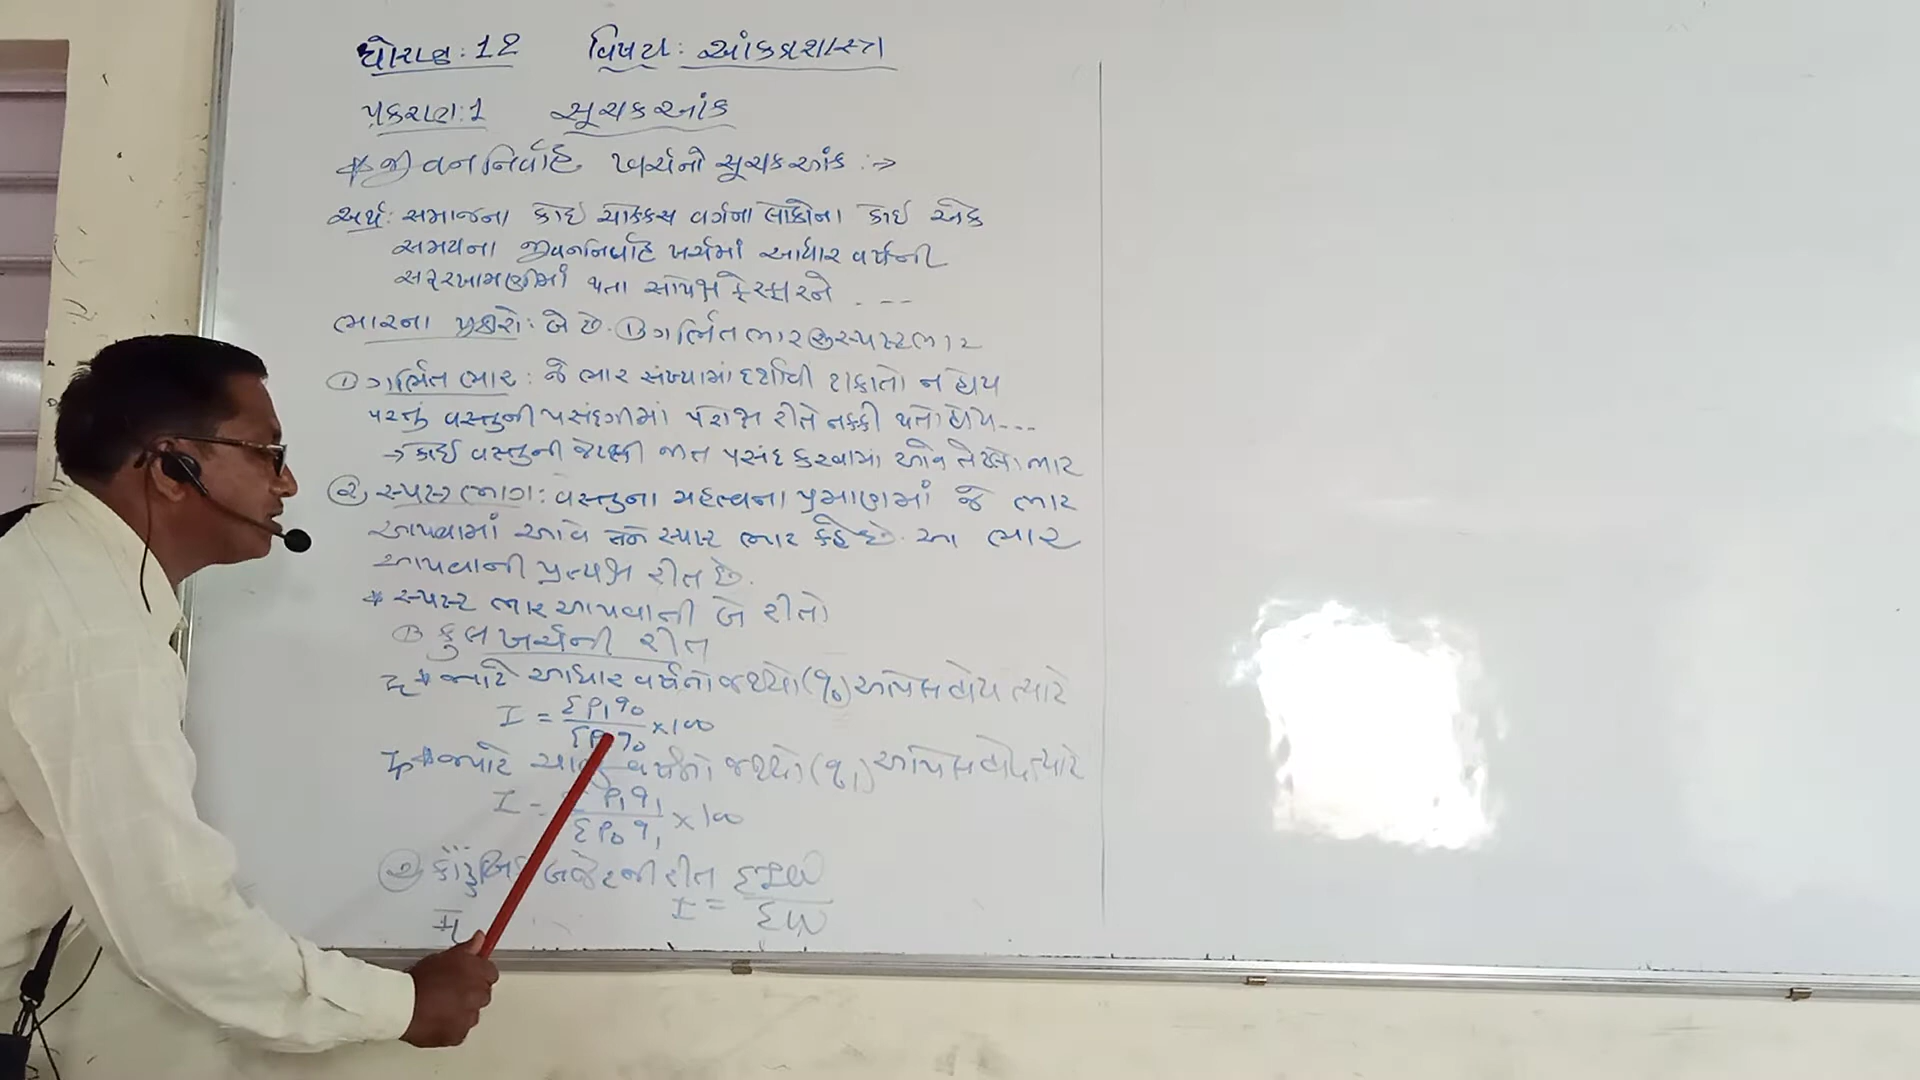 ધોરણ: 12 વિષય: આંકડાશાસ્ત્ર
પ્રકરણ: 1 સૂચકઆંક
* જીવનનિર્વાહ ખર્ચનો સૂચકઆંક :→
અર્થ: સમાજના કોઈ ચોક્કસ વર્ગના લોકોના કોઈ એક
સમયના જીવનનિર્વાહ ખર્ચમાં આધાર વર્ષની
સરખામણીમાં થતા સાપેક્ષ ફેરફારને ----
ભારના પ્રકારો: બે છે. ① ગર્ભિત ભાર ② સ્પષ્ટ ભાર
① ગર્ભિત ભાર: જે ભાર સંખ્યામાં દર્શાવી શકાતો ન હોય
પરન્તુ વસ્તુની પસંદગીમાં પરોક્ષ રીતે નક્કી થતો હોય---
→ કોઈ વસ્તુની જેટલી જાત પસંદ કરવામાં આવે તેટલો ભાર
② સ્પષ્ટ ભાગ: વસ્તુના મહત્વના પ્રમાણમાં જે ભાર
આપવામાં આવે તેને સ્પષ્ટ ભાર કહે છે. આ ભાર
આપવાની પ્રત્યક્ષ રીત છે.
* સ્પષ્ટ ભાર આપવાની બે રીતો
① કુલ ખર્ચની રીત
* જ્યારે આધાર વર્ષનો જથ્થો (q₀) આપેલ હોય ત્યારે
I = Σp₁q₀ / Σp₀q₀ × 100
* જ્યારે ચાલુ વર્ષનો જથ્થો (q₁) આપેલ હોય ત્યારે
I = Σp₁q₁ / Σp₀q₁ × 100
② કૌટુંબિક બજેટની રીત
I = ΣIW / ΣW